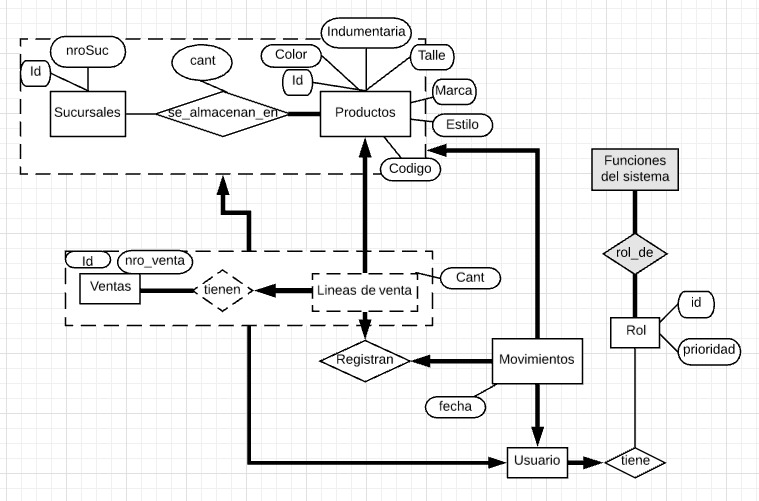 Indumentaria
nroSuc
Color
Talle
cant
Id
Id
Marca
Sucursales
se_almacenan_en
Productos
Estilo
Codigo
Funciones
del sistema
rol_de
Id
nro_venta
Ventas
tienen
Lineas de venta
Cant
id
Rol
prioridad
Registran
Movimientos
fecha
Usuario
tiene